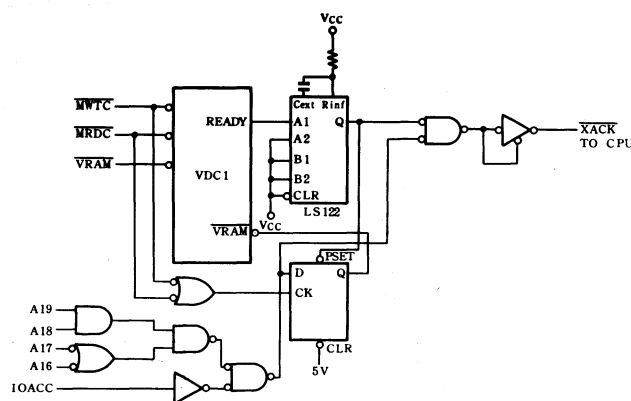 VCC
MWTC
MRDC
VRAM
READY
VDC1
VRAM
Cext Rinf
A1
A2
B1
B2
CLR
Q
LS122
VCC
XACK
TO CPU
PSET
D
Q
CK
CLR
5V
A19
A18
A17
A16
IOACC